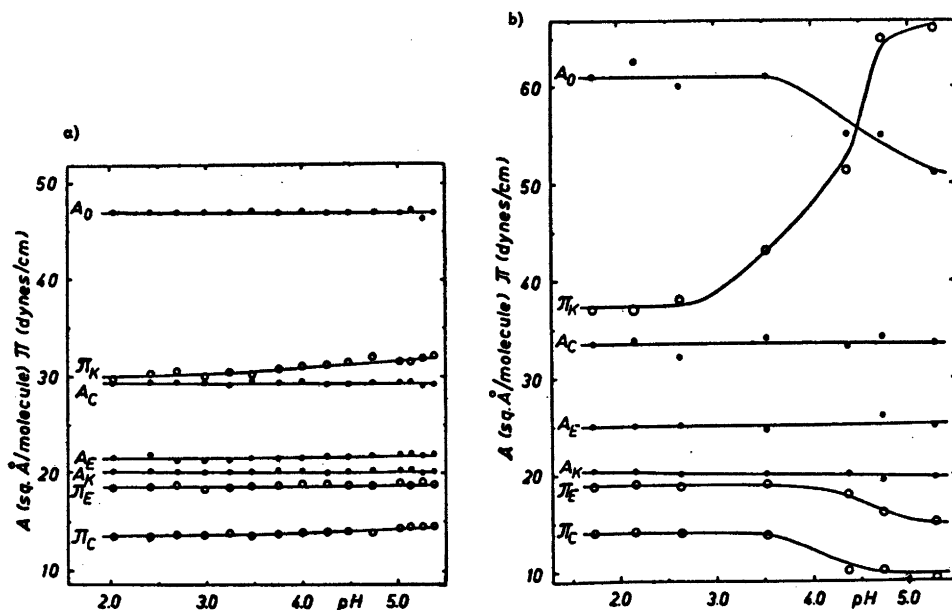 a)
A (sq.Å/molecule) π (dynes/cm)
50
40
30
20
10
A₀
πK
AC
AE
AK
πE
πC
2.0 3.0 4.0 pH 5.0
b)
A (sq.Å/molecule) π (dynes/cm)
60
50
40
30
20
10
A₀
πK
AC
AE
AK
πE
πC
2.0 3.0 4.0 pH 5.0